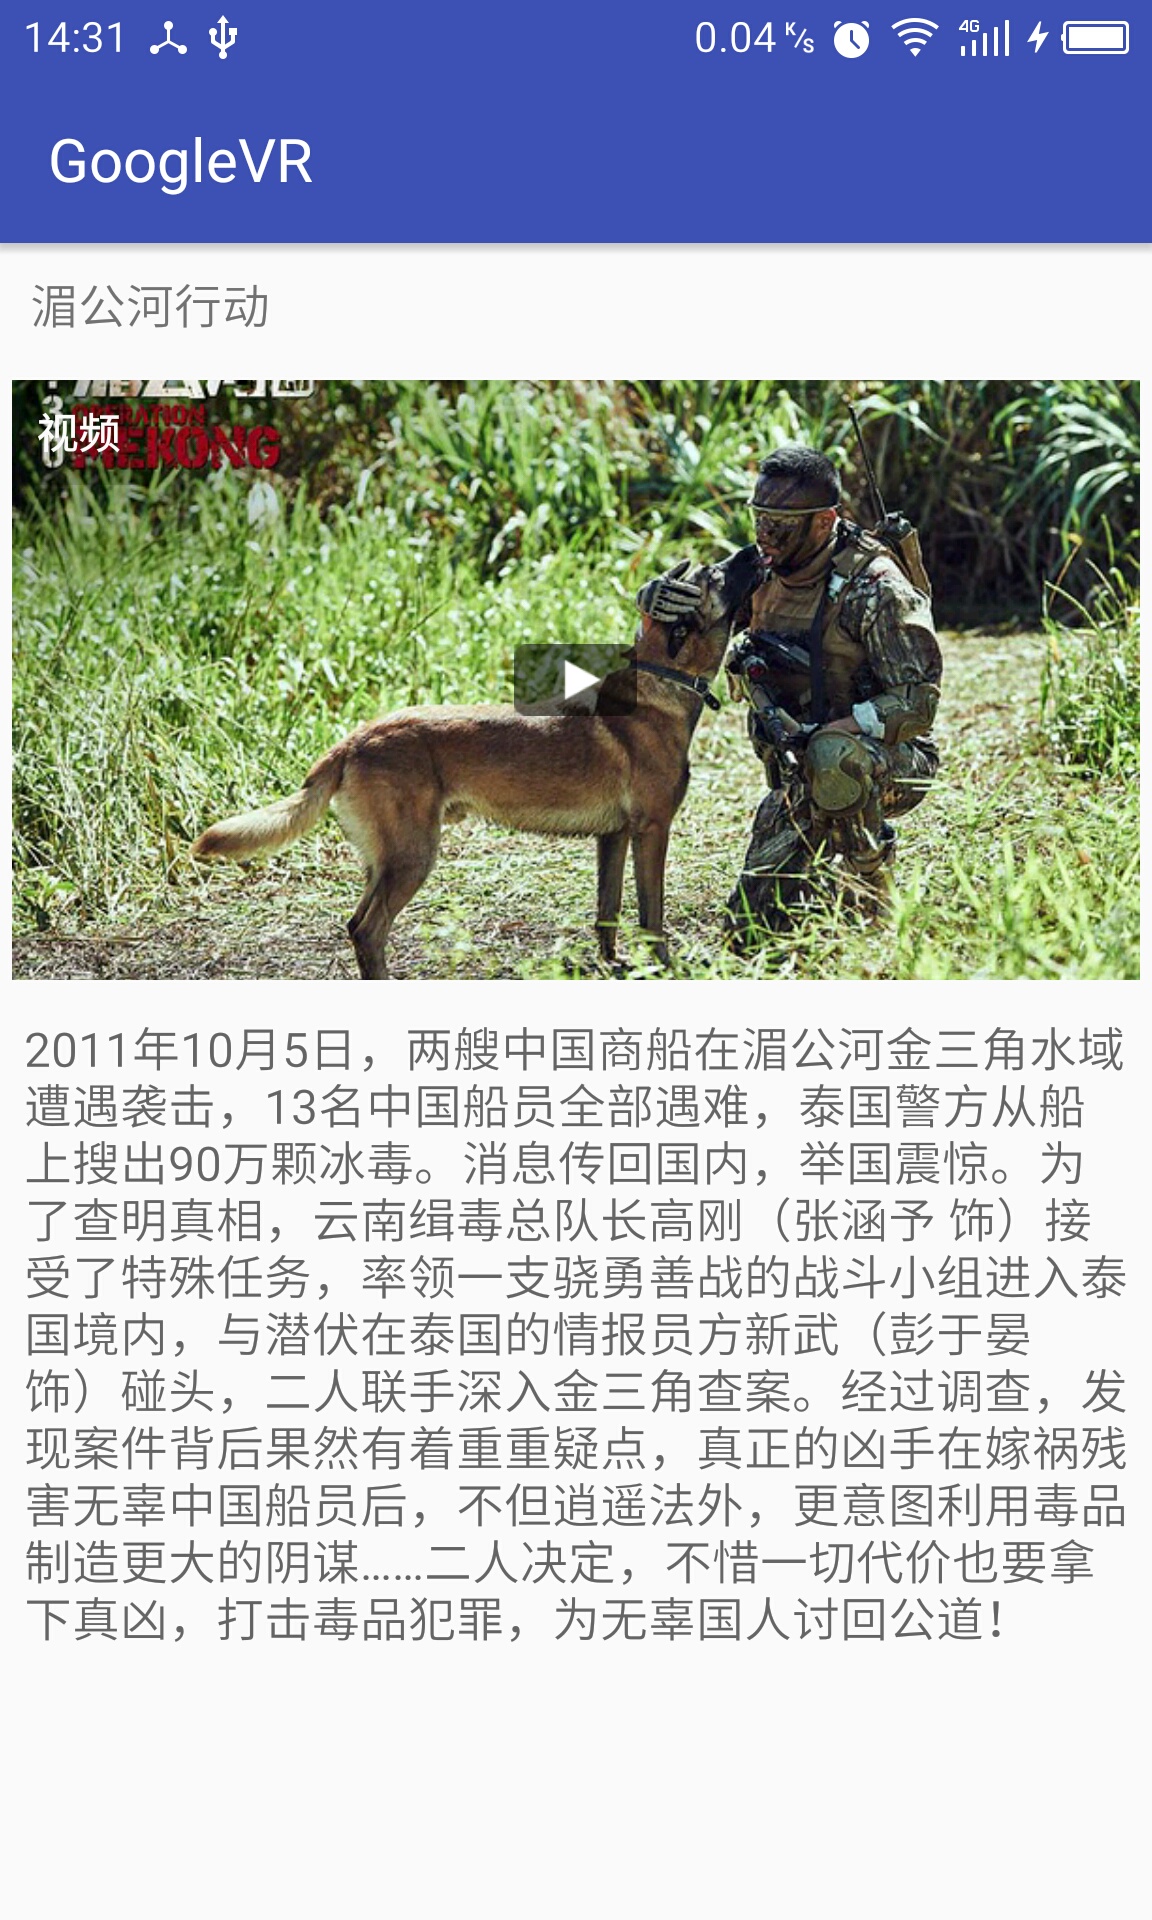 14:31
0.04 K/s
4G
GoogleVR
湄公河行动
视频
OPERATION
MEKONG
2011年10月5日，两艘中国商船在湄公河金三角水域
遭遇袭击，13名中国船员全部遇难，泰国警方从船
上搜出90万颗冰毒。消息传回国内，举国震惊。为
了查明真相，云南缉毒总队长高刚（张涵予 饰）接
受了特殊任务，率领一支骁勇善战的战斗小组进入泰
国境内，与潜伏在泰国的情报员方新武（彭于晏
饰）碰头，二人联手深入金三角查案。经过调查，发
现案件背后果然有着重重疑点，真正的凶手在嫁祸残
害无辜中国船员后，不但逍遥法外，更意图利用毒品
制造更大的阴谋……二人决定，不惜一切代价也要拿
下真凶，打击毒品犯罪，为无辜国人讨回公道！